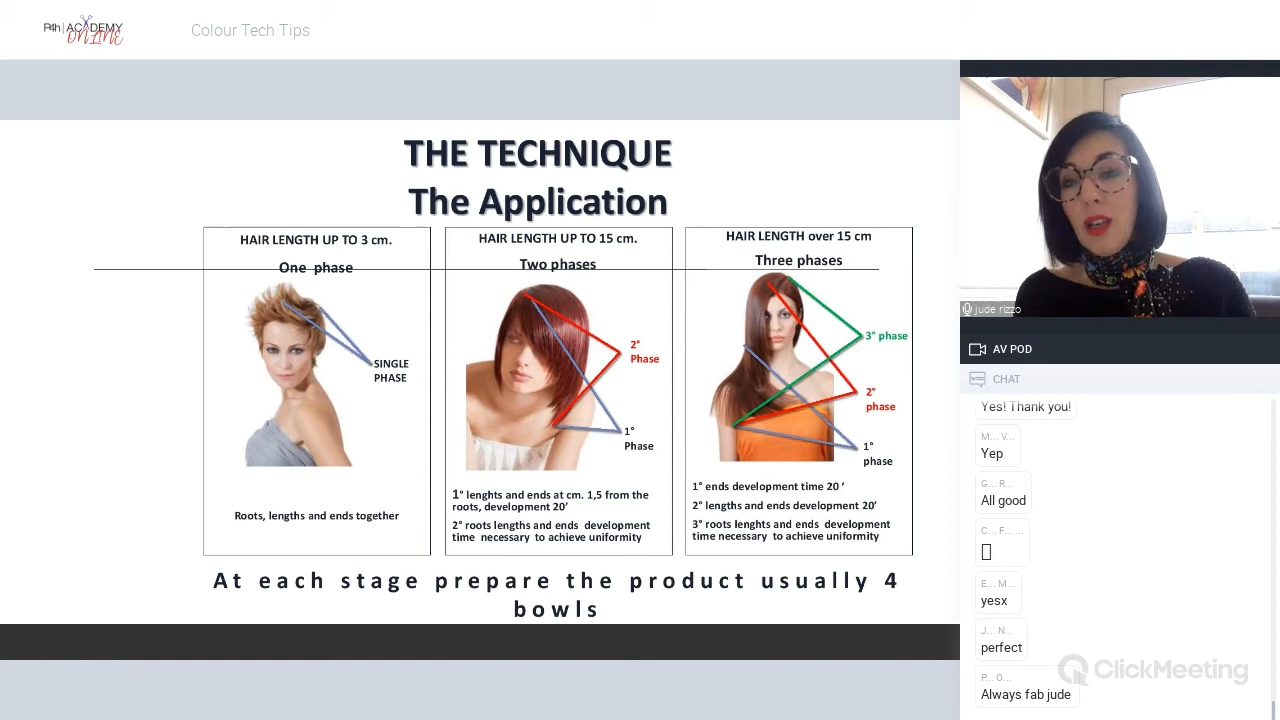 P4h|ACADEMY
ONLINE
Colour Tech Tips
THE TECHNIQUE
The Application
HAIR LENGTH UP TO 3 cm.
One phase
SINGLE
PHASE
Roots, lengths and ends together
HAIR LENGTH UP TO 15 cm.
Two phases
2°
Phase
1°
Phase
1° lenghts and ends at cm. 1,5 from the
roots, development 20’
2° roots lengths and ends development
time necessary to achieve uniformity
HAIR LENGTH over 15 cm
Three phases
3° phase
2°
phase
1°
phase
1° ends development time 20 ‘
2° lengths and ends development 20’
3° roots lenghts and ends development
time necessary to achieve uniformity
At each stage prepare the product usually 4
bowls
jude rizzo
AV POD
CHAT
Yes! Thank you!
M... V...
Yep
G... R...
All good
C... F... ...
E... M...
yesx
J... N...
perfect
P... O...
Always fab jude
ClickMeeting